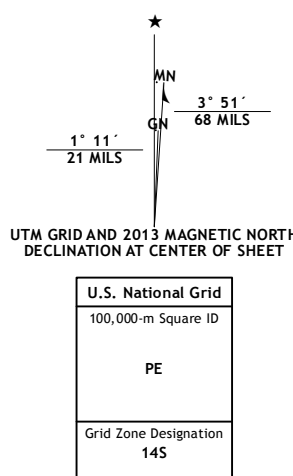 ★
MN
3° 51´
68 MILS
GN
1° 11´
21 MILS
UTM GRID AND 2013 MAGNETIC NORTH
DECLINATION AT CENTER OF SHEET
U.S. National Grid
100,000-m Square ID
PE
Grid Zone Designation
14S